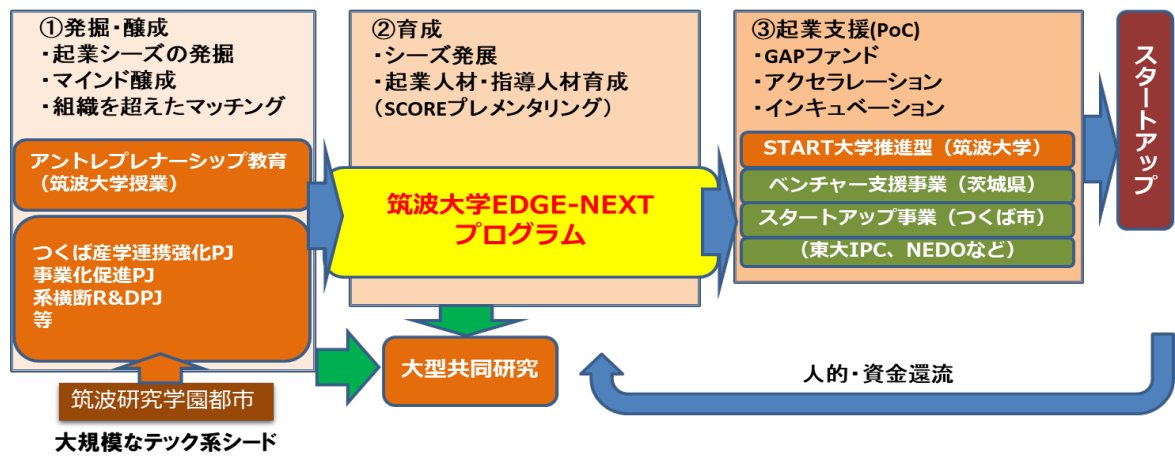 ①発掘・醸成
・起業シーズの発掘
・マインド醸成
・組織を超えたマッチング
アントレプレナーシップ教育
（筑波大学授業）
つくば産学連携強化PJ
事業化促進PJ
系横断R&DPJ
等
筑波研究学園都市
大規模なテック系シード
②育成
・シーズ発展
・起業人材・指導人材育成
（SCOREプレメンタリング）
筑波大学EDGE-NEXT
プログラム
大型共同研究
③起業支援(PoC)
・GAPファンド
・アクセラレーション
・インキュベーション
START大学推進型（筑波大学）
ベンチャー支援事業（茨城県）
スタートアップ事業（つくば市）
（東大IPC、NEDOなど）
スタートアップ
人的・資金還流